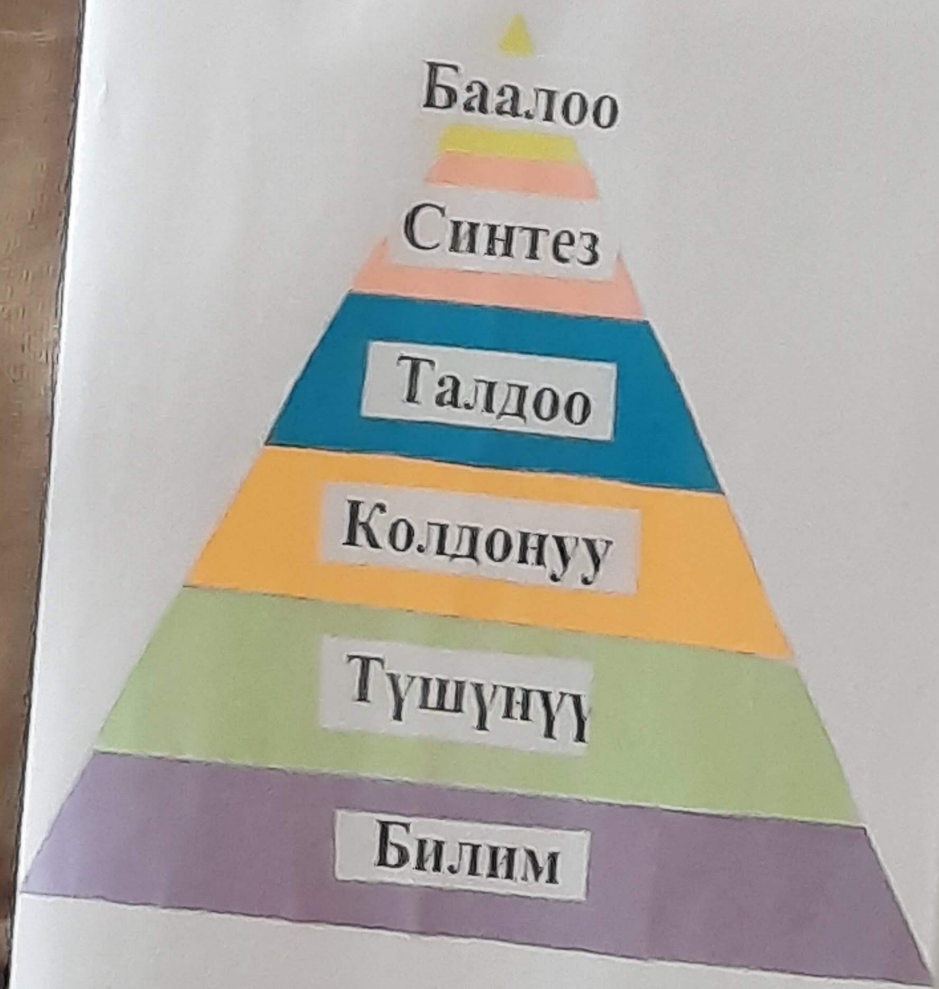 Баалоо
Синтез
Талдоо
Колдонуу
Түшүнүү
Билим